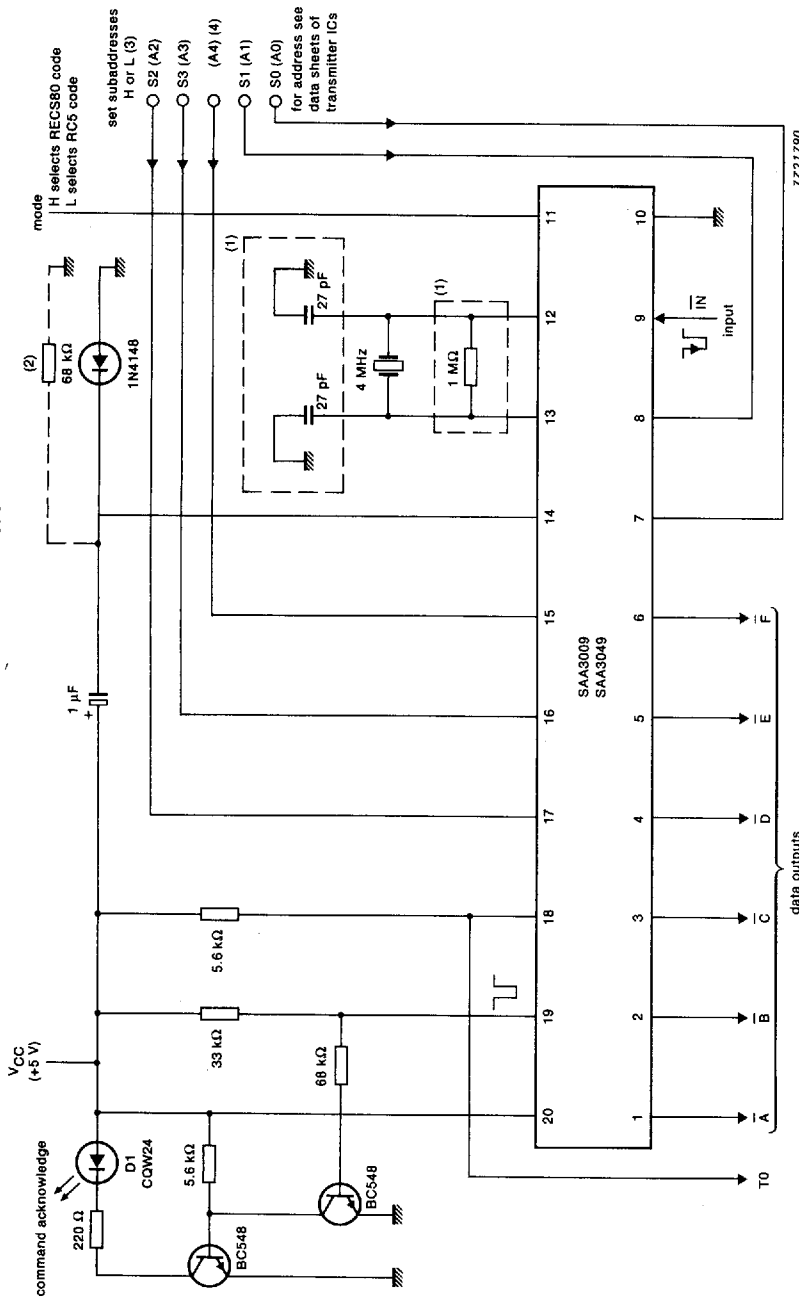 mode
H selects RECS80 code
L selects RC5 code
set subaddresses
H or L (3)
S2 (A2)
S3 (A3)
(A4) (4)
S1 (A1)
S0 (A0)
for address see
data sheets of
transmitter ICs
(2)
68 kΩ
1N4148
(1)
27 pF
27 pF
4 MHz
(1)
1 MΩ
1 μF
+
VCC
(+5 V)
command acknowledge
D1
CQW24
220 Ω
5.6 kΩ
33 kΩ
5.6 kΩ
68 kΩ
BC548
BC548
20
19
18
17
16
15
14
13
12
11
SAA3009
SAA3049
1
2
3
4
5
6
7
8
9
10
T0
A
B
C
D
E
F
data outputs
IN
input
7Z21790